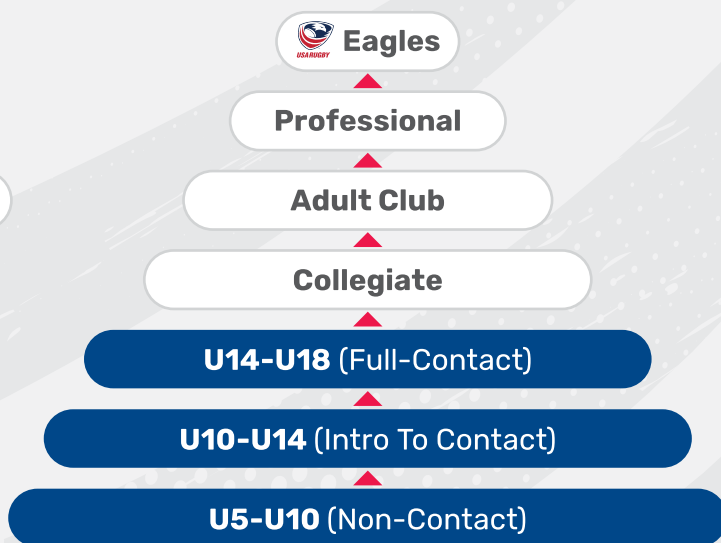 USA RUGBY
Eagles
Professional
Adult Club
Collegiate
U14-U18 (Full-Contact)
U10-U14 (Intro To Contact)
U5-U10 (Non-Contact)